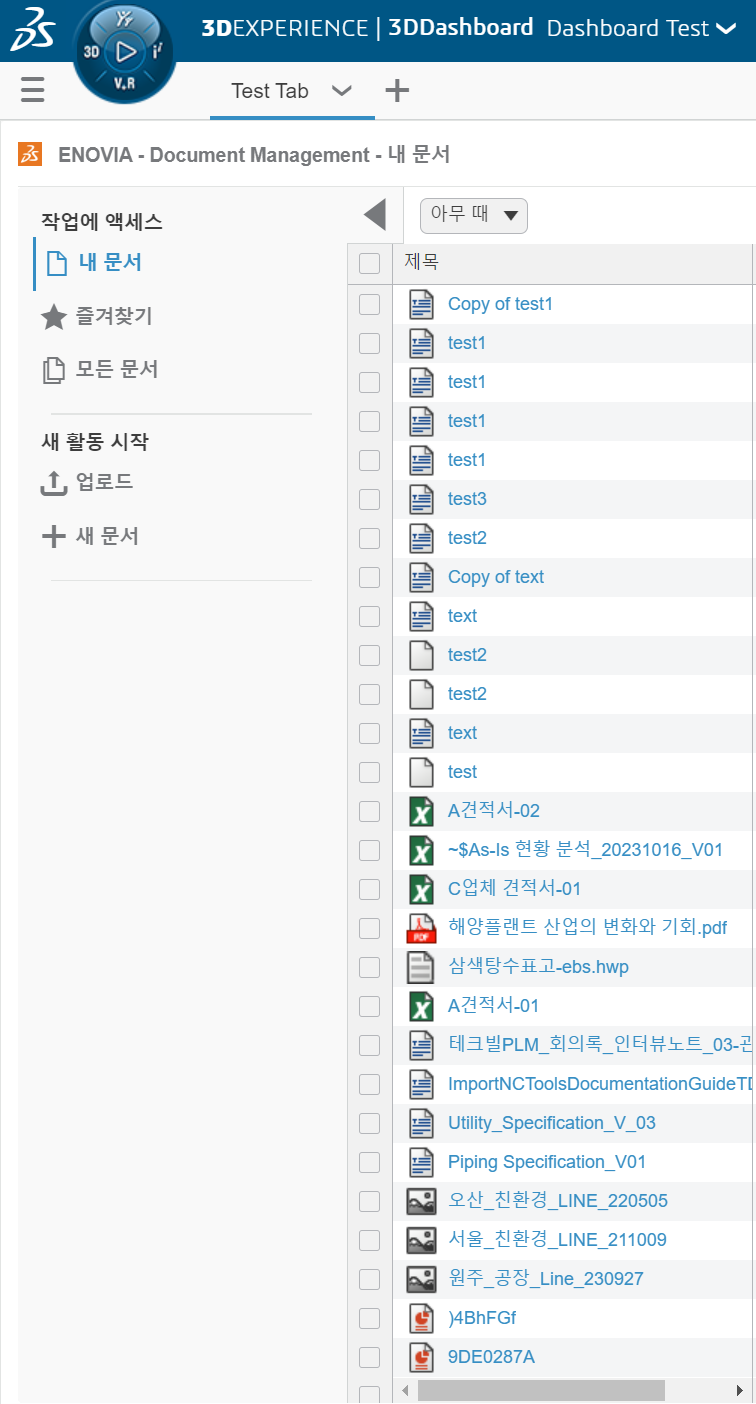 3DEXPERIENCE | 3DDashboard Dashboard Test
3D
V.R
Test Tab
ENOVIA - Document Management - 내 문서
작업에 액세스
내 문서
즐겨찾기
모든 문서
새 활동 시작
업로드
새 문서
아무 때
제목
Copy of test1
test1
test1
test1
test1
test3
test2
Copy of text
text
test2
test2
text
test
A견적서-02
~$As-Is 현황 분석_20231016_V01
C업체 견적서-01
해양플랜트 산업의 변화와 기회.pdf
삼색탕수표고-ebs.hwp
A견적서-01
테크빌PLM_회의록_인터뷰노트_03-관
ImportNCToolsDocumentationGuideTD
Utility_Specification_V_03
Piping Specification_V01
오산_친환경_LINE_220505
서울_친환경_LINE_211009
원주_공장_Line_230927
)4BhFGf
9DE0287A